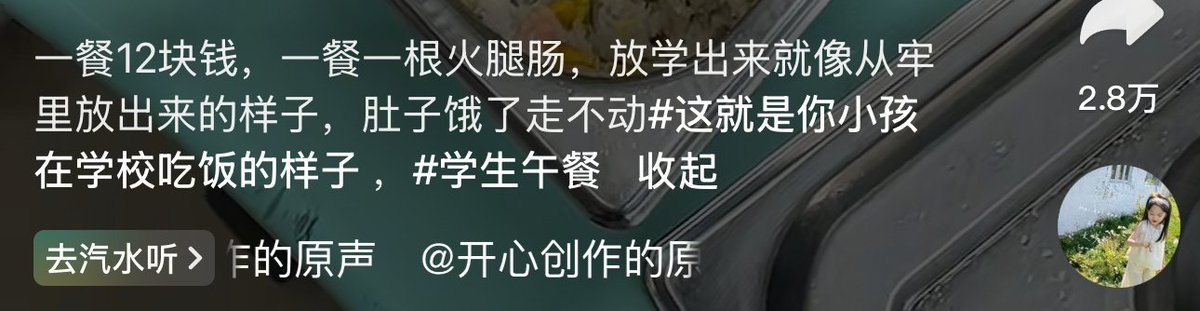 一餐12块钱，一餐一根火腿肠，放学出来就像从牢
里放出来的样子，肚子饿了走不动#这就是你小孩
2.8万
在学校吃饭的样子 ，#学生午餐 收起
去汽水听 > 作的原声 @开心创作的原